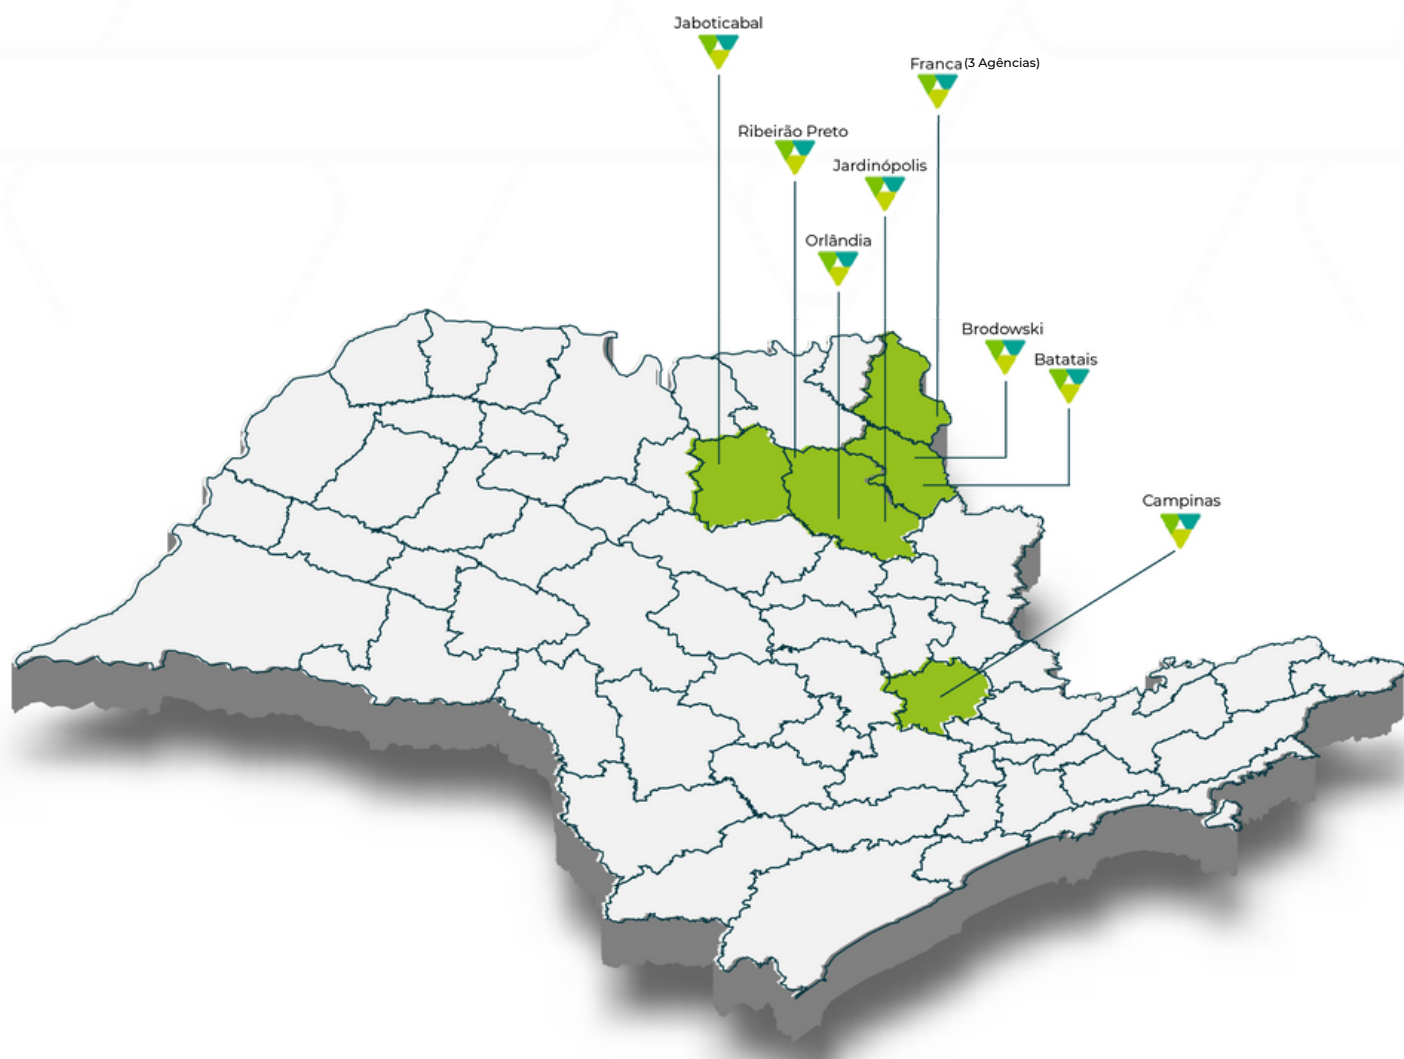 Jaboticabal
Franca (3 Agências)
Ribeirão Preto
Jardinópolis
Orlândia
Brodowski
Batatais
Campinas